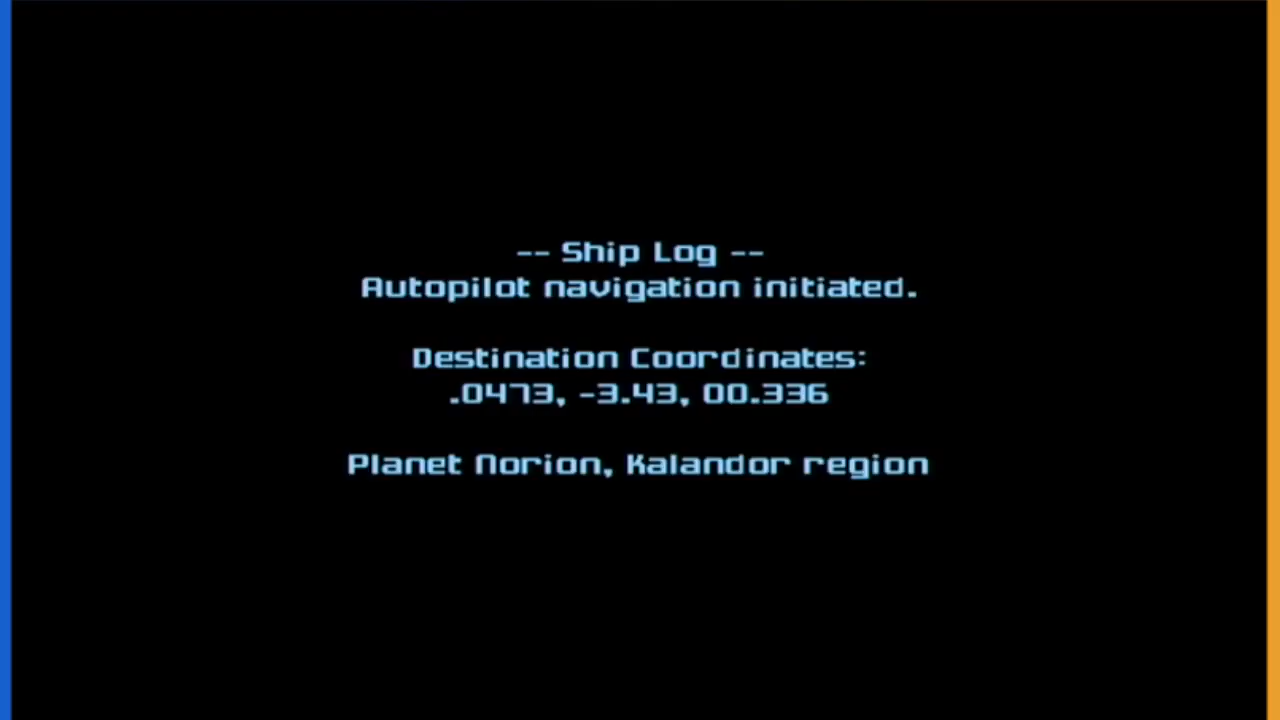 -- Ship Log --
Autopilot navigation initiated.
Destination Coordinates:
.0473, -3.43, 00.336
Planet Norion, Kalandor region